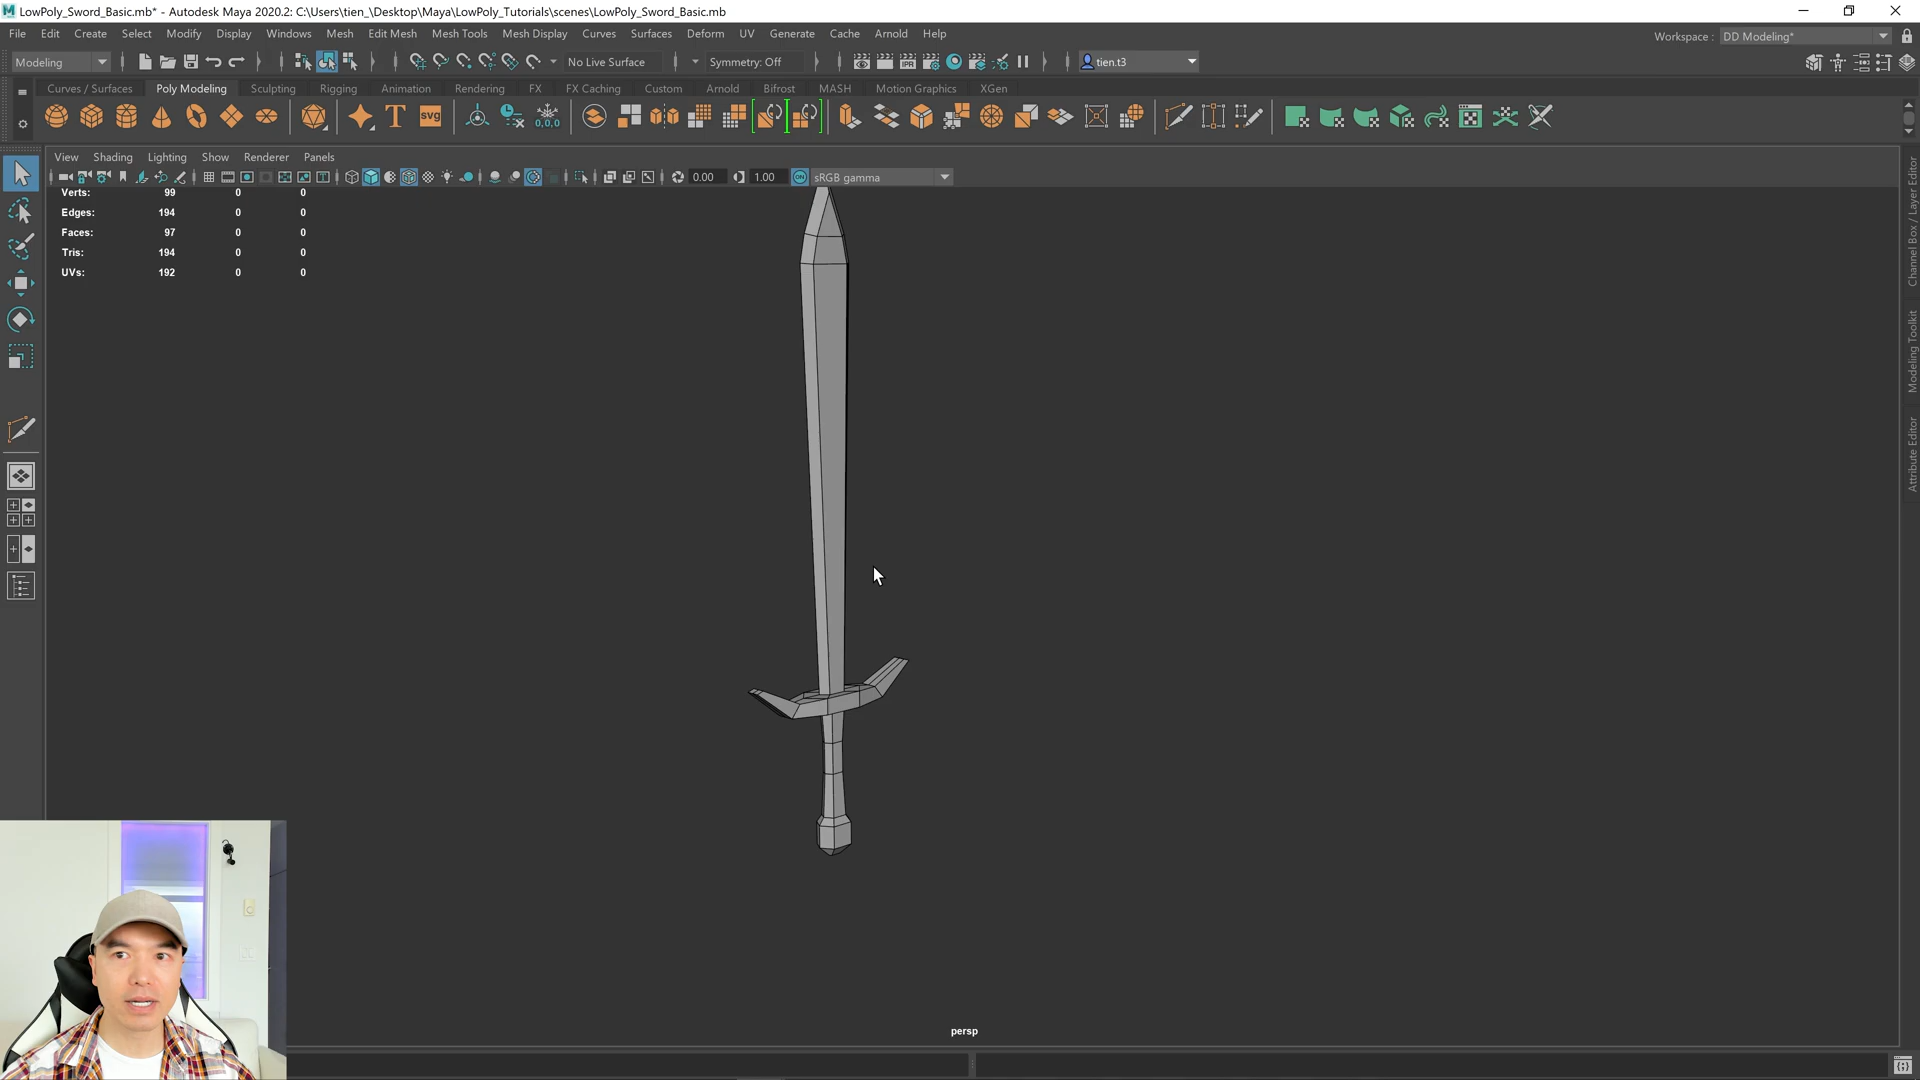 LowPoly_Sword_Basic.mb* - Autodesk Maya 2020.2: C:\Users\tien_\Desktop\Maya\LowPoly_Tutorials\scenes\LowPoly_Sword_Basic.mb
File Edit Create Select Modify Display Windows Mesh Edit Mesh Mesh Tools Mesh Display Curves Surfaces Deform UV Generate Cache Arnold Help
Workspace : DD Modeling*
Modeling No Live Surface Symmetry: Off tien.t3
Curves / Surfaces Poly Modeling Sculpting Rigging Animation Rendering FX FX Caching Custom Arnold Bifrost MASH Motion Graphics XGen
T svg 0,0,0
View Shading Lighting Show Renderer Panels
0.00 1.00 ON sRGB gamma
Verts: 99 0 0
Edges: 194 0 0
Faces: 97 0 0
Tris: 194 0 0
UVs: 192 0 0
Channel Box / Layer Editor
Modeling Toolkit
Attribute Editor
persp